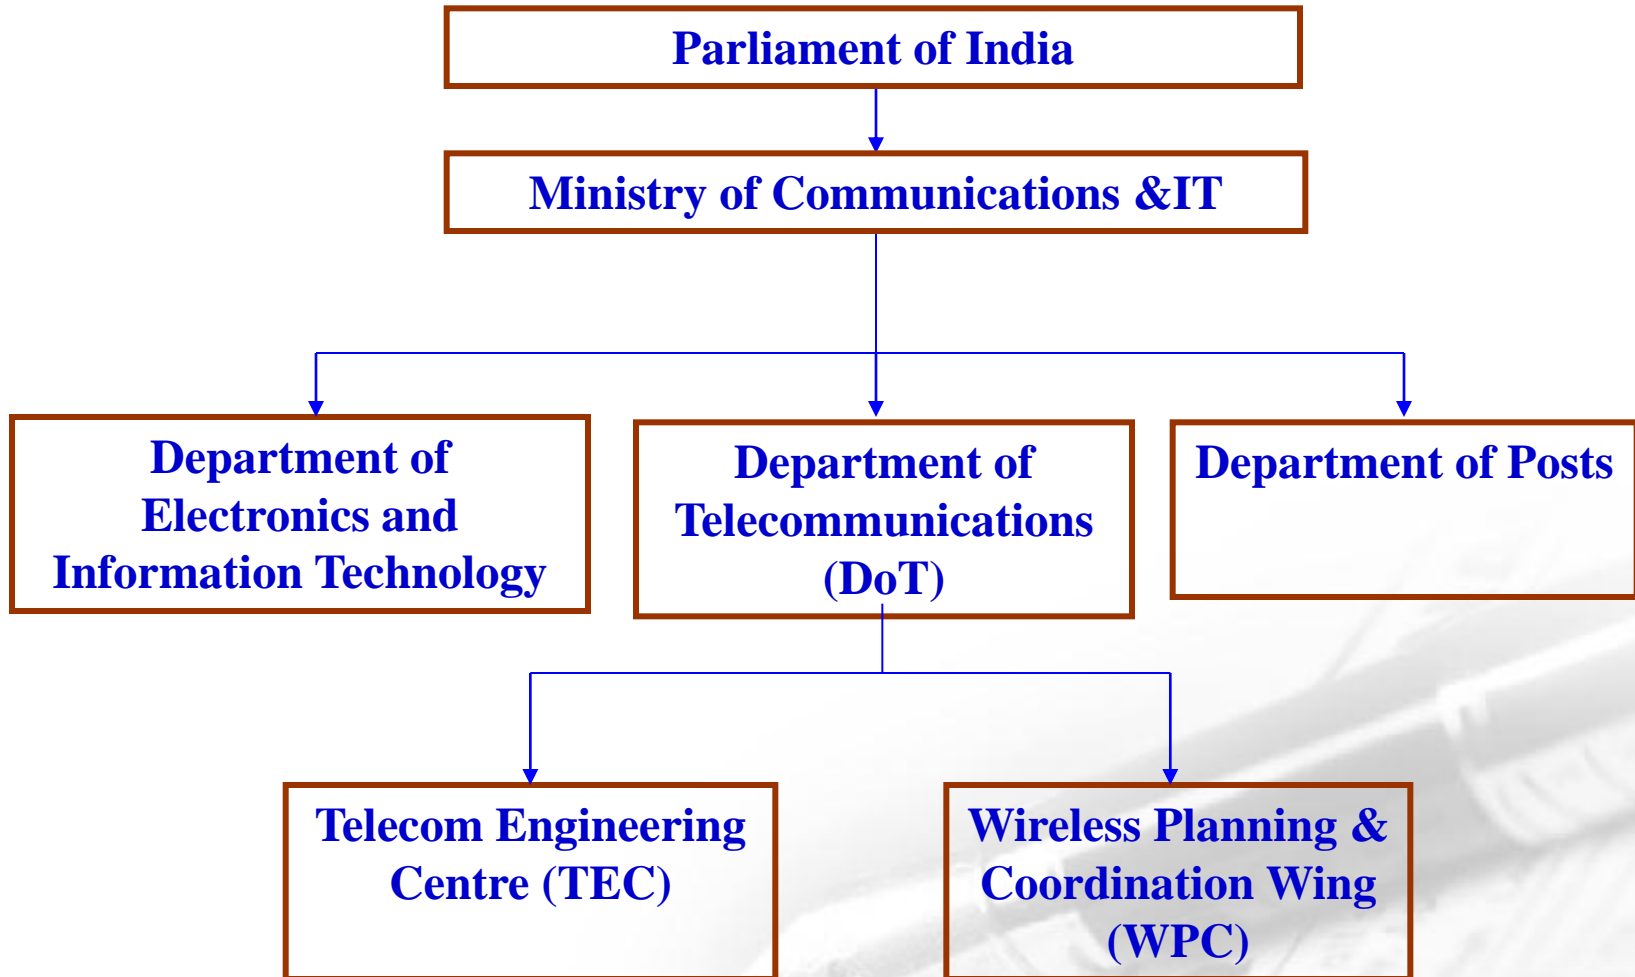 Parliament of India
Ministry of Communications &IT
Department of
Electronics and
Information Technology
Department of
Telecommunications
(DoT)
Department of Posts
Telecom Engineering
Centre (TEC)
Wireless Planning &
Coordination Wing
(WPC)